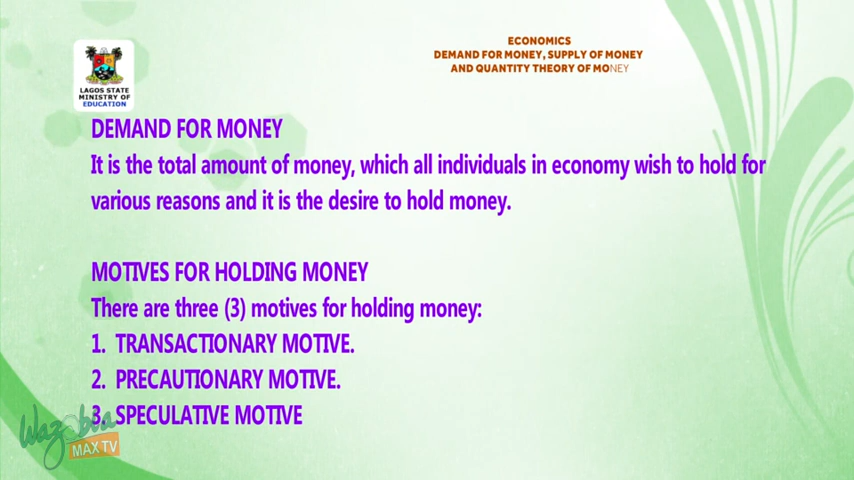 ECONOMICS
DEMAND FOR MONEY, SUPPLY OF MONEY
AND QUANTITY THEORY OF MONEY
LAGOS STATE
MINISTRY OF
EDUCATION
DEMAND FOR MONEY
It is the total amount of money, which all individuals in economy wish to hold for
various reasons and it is the desire to hold money.
MOTIVES FOR HOLDING MONEY
There are three (3) motives for holding money:
1. TRANSACTIONARY MOTIVE.
2. PRECAUTIONARY MOTIVE.
3. SPECULATIVE MOTIVE
Wazobia
MAX TV